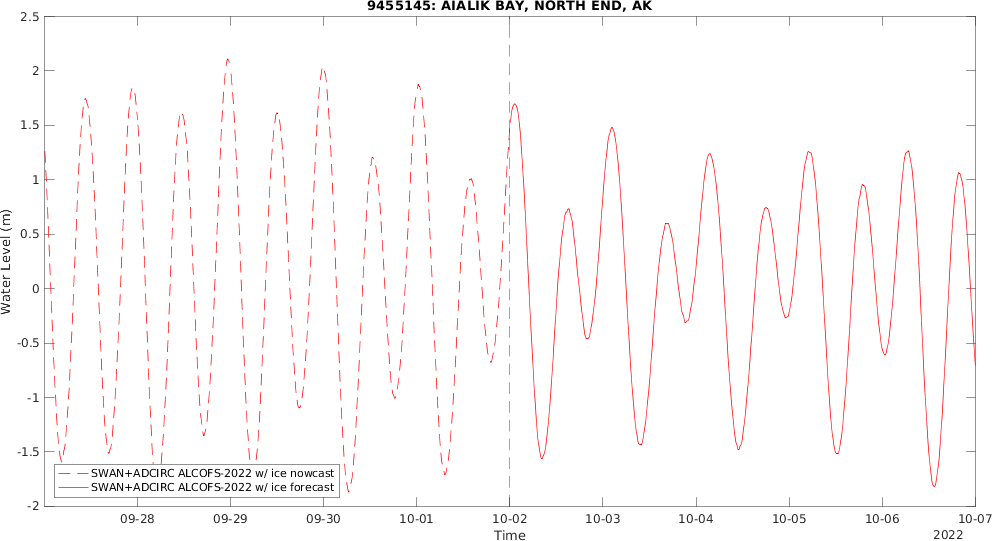 9455145: AIALIK BAY, NORTH END, AK
2.5
2
1.5
1
0.5
0
-0.5
-1
-1.5
-2
Water Level (m)
SWAN+ADCIRC ALCOFS-2022 w/ ice nowcast
SWAN+ADCIRC ALCOFS-2022 w/ ice forecast
09-28 09-29 09-30 10-01 10-02 10-03 10-04 10-05 10-06 10-07
Time
2022